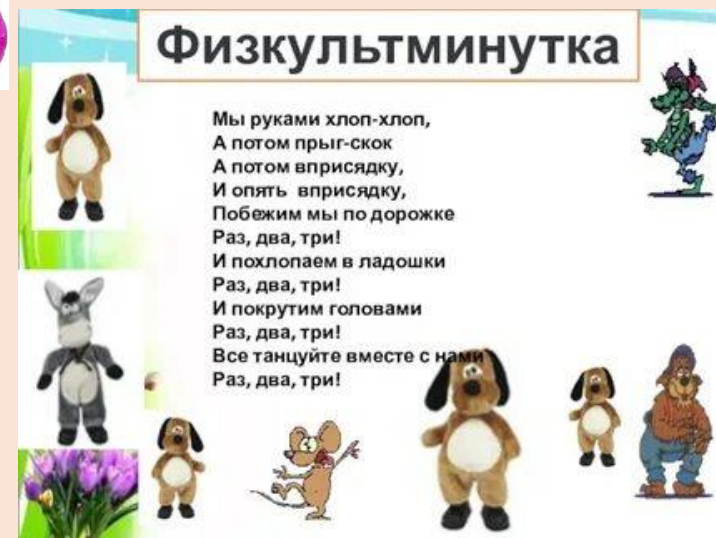 Физкультминутка
Мы руками хлоп-хлоп,
А потом прыг-скок
А потом вприсядку,
И опять вприсядку,
Побежим мы по дорожке
Раз, два, три!
И похлопаем в ладошки
Раз, два, три!
И покрутим головами
Раз, два, три!
Все танцуйте вместе с нами
Раз, два, три!